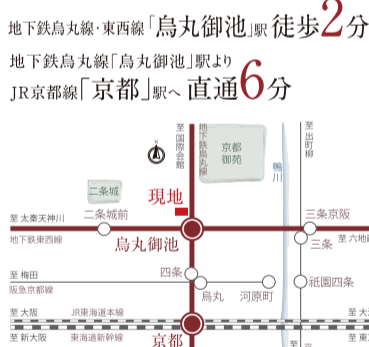 地下鉄烏丸線・東西線「烏丸御池」駅 徒歩2分
地下鉄烏丸線「烏丸御池」駅より
JR京都線「京都」駅へ 直通6分
至国際会館
地下鉄烏丸線
京都
御苑
鴨川
至出町柳
N
二条城
現地
至 太秦天神川
二条城前
三条京阪
地下鉄東西線
烏丸御池
三条
至 六地
至 梅田
四条
阪急京都線
烏丸
河原町
祇園四条
至 大阪
JR東海道本線
至 大
至 新大阪
東海道新幹線
京都
至
至 東